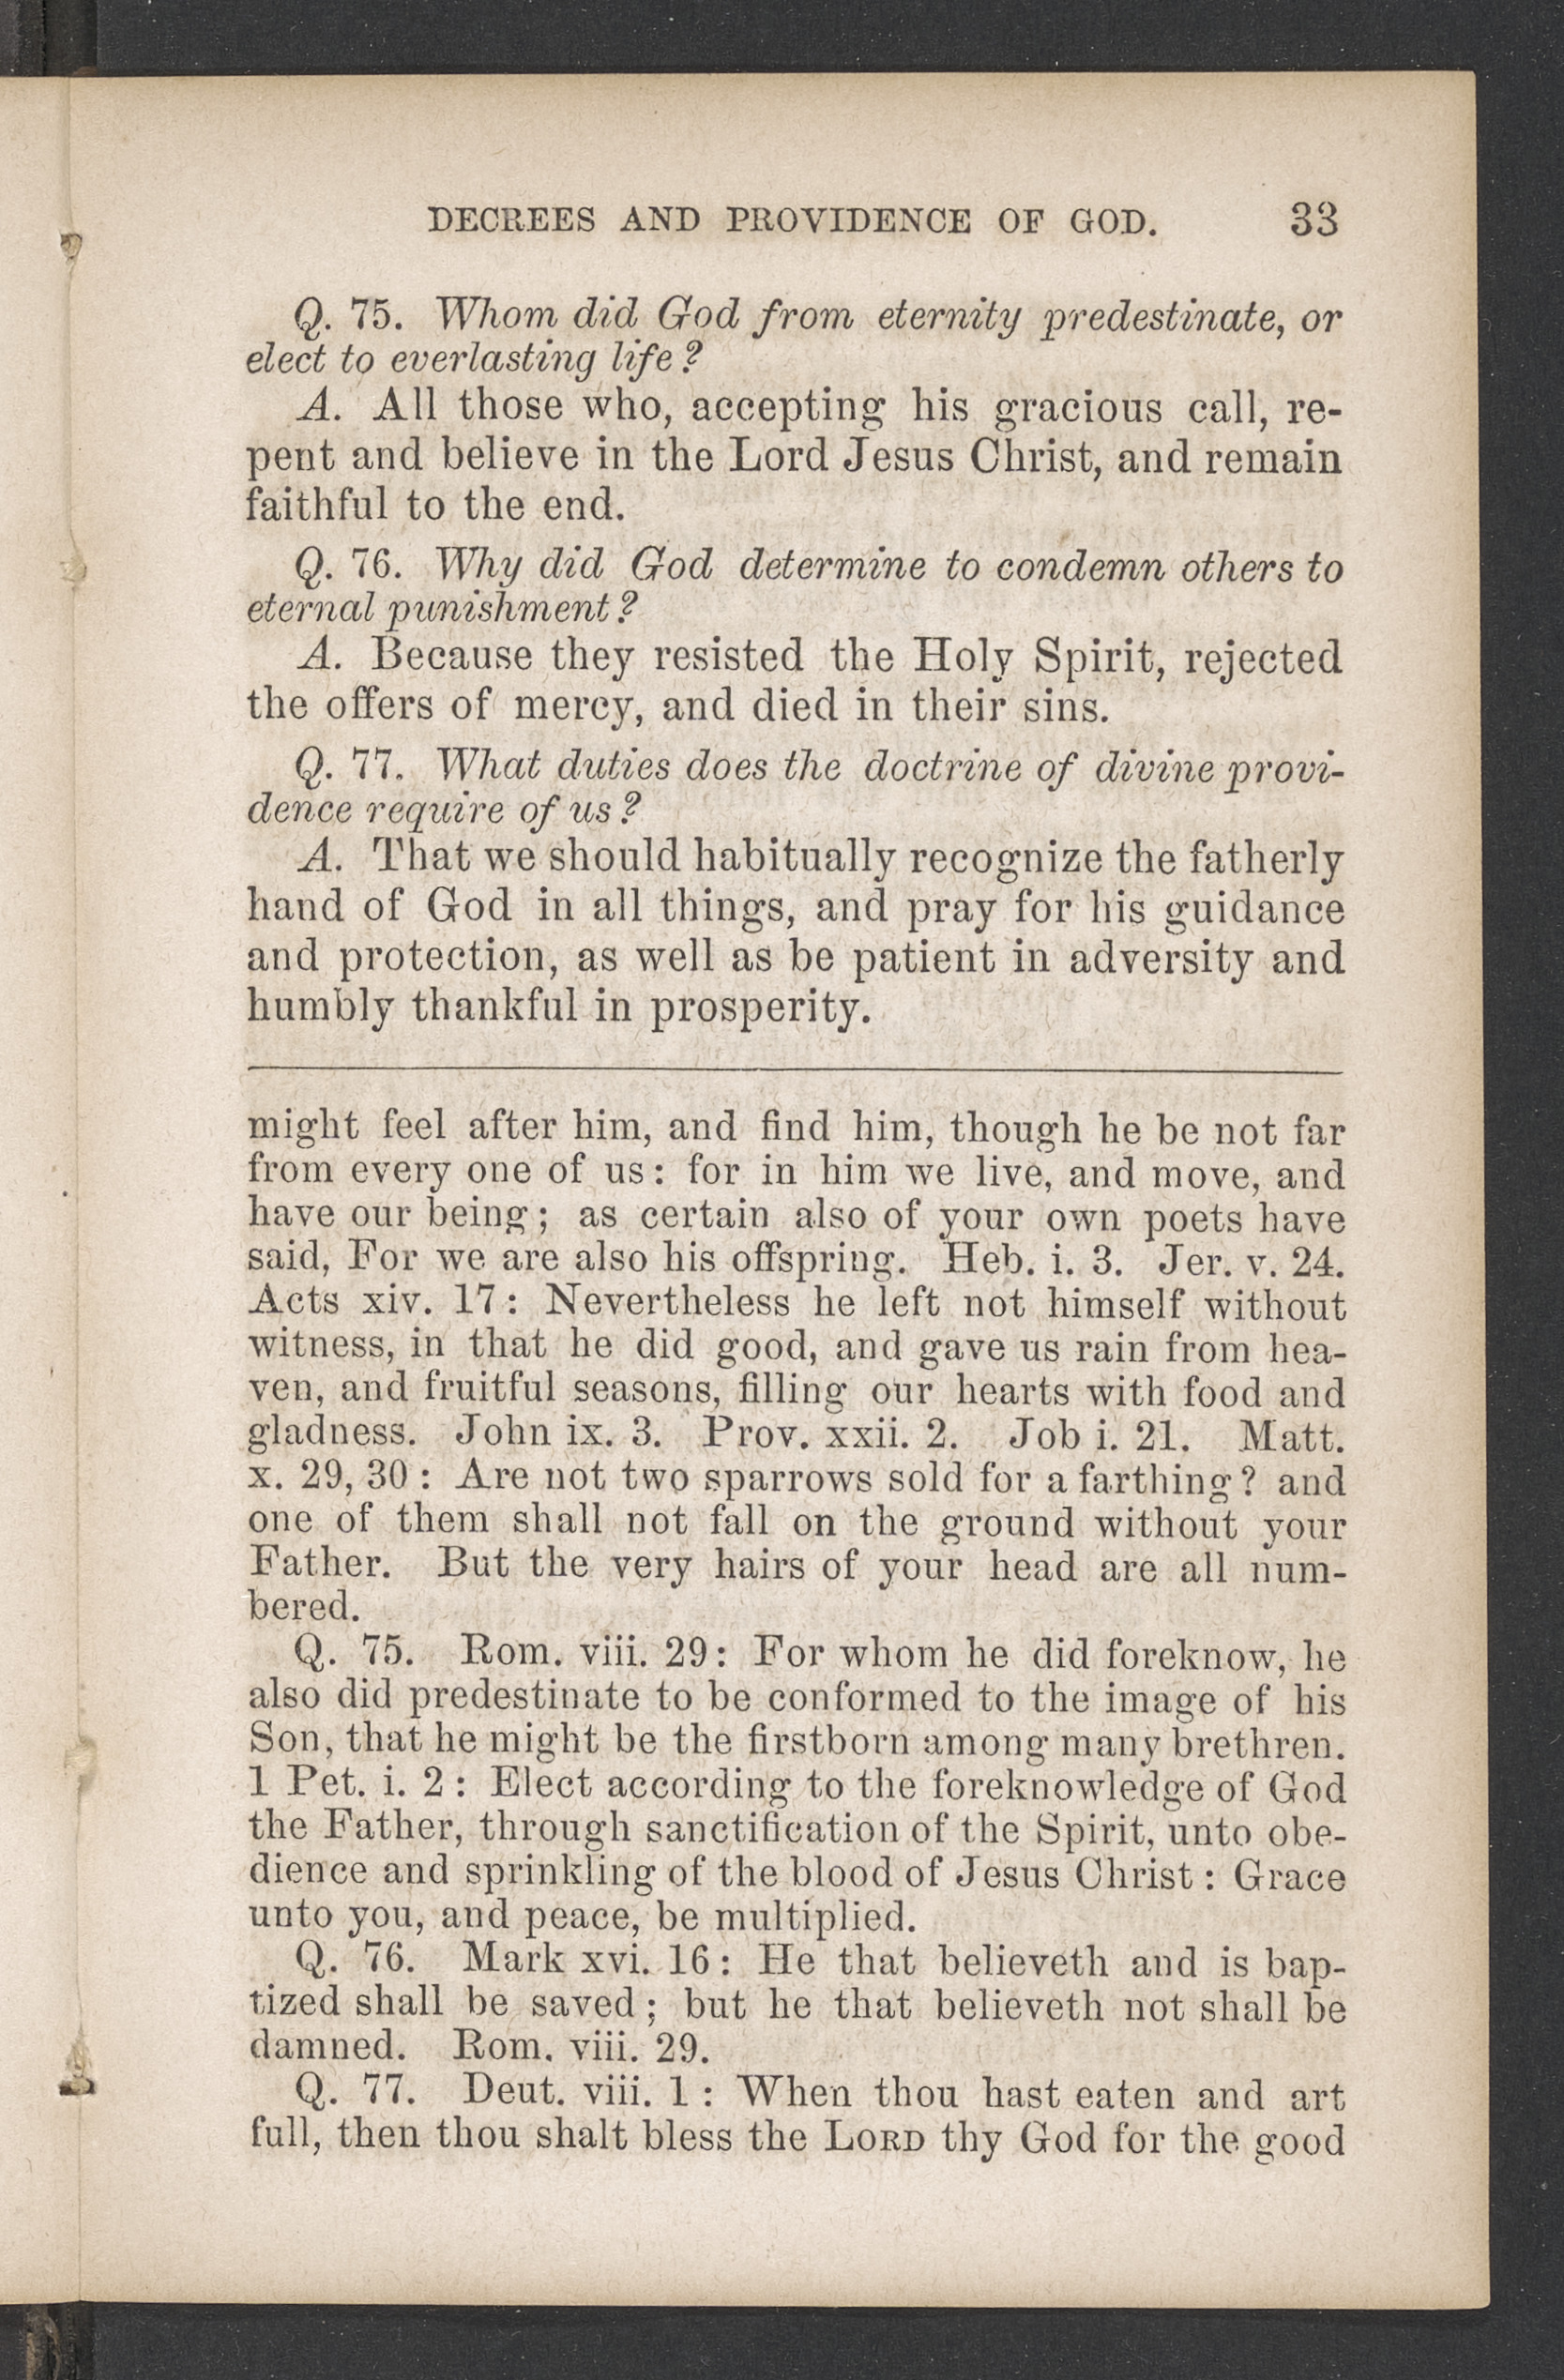 DECREES AND PROVIDENCE OF GOD. 33
Q. 75. Whom did God from eternity predestinate, or
elect to everlasting life?
A. All those who, accepting his gracious call, re-
pent and believe in the Lord Jesus Christ, and remain
faithful to the end.
Q. 76. Why did God determine to condemn others to
eternal punishment?
A. Because they resisted the Holy Spirit, rejected
the offers of mercy, and died in their sins.
Q. 77. What duties does the doctrine of divine provi-
dence require of us?
A. That we should habitually recognize the fatherly
hand of God in all things, and pray for his guidance
and protection, as well as be patient in adversity and
humbly thankful in prosperity.
might feel after him, and find him, though he be not far
from every one of us: for in him we live, and move, and
have our being; as certain also of your own poets have
said, For we are also his offspring. Heb. i. 3. Jer. v. 24.
Acts xiv. 17: Nevertheless he left not himself without
witness, in that he did good, and gave us rain from hea-
ven, and fruitful seasons, filling our hearts with food and
gladness. John ix. 3. Prov. xxii. 2. Job i. 21. Matt.
x. 29, 30: Are not two sparrows sold for a farthing? and
one of them shall not fall on the ground without your
Father. But the very hairs of your head are all num-
bered.
Q. 75. Rom. viii. 29: For whom he did foreknow, he
also did predestinate to be conformed to the image of his
Son, that he might be the firstborn among many brethren.
1 Pet. i. 2: Elect according to the foreknowledge of God
the Father, through sanctification of the Spirit, unto obe-
dience and sprinkling of the blood of Jesus Christ: Grace
unto you, and peace, be multiplied.
Q. 76. Mark xvi. 16: He that believeth and is bap-
tized shall be saved; but he that believeth not shall be
damned. Rom. viii. 29.
Q. 77. Deut. viii. 1: When thou hast eaten and art
full, then thou shalt bless the LORD thy God for the good